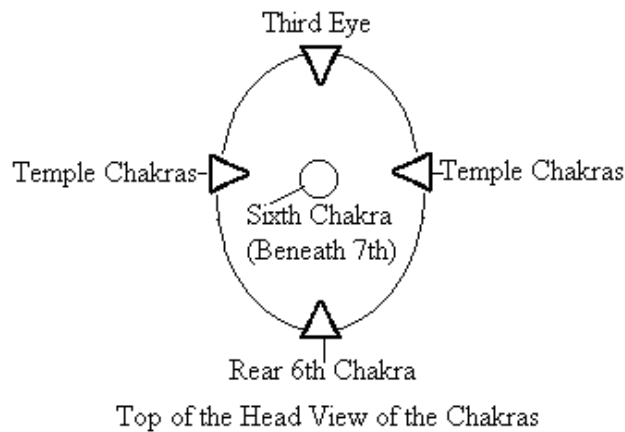 Third Eye
Temple Chakras
Temple Chakras
Sixth Chakra
(Beneath 7th)
Rear 6th Chakra
Top of the Head View of the Chakras